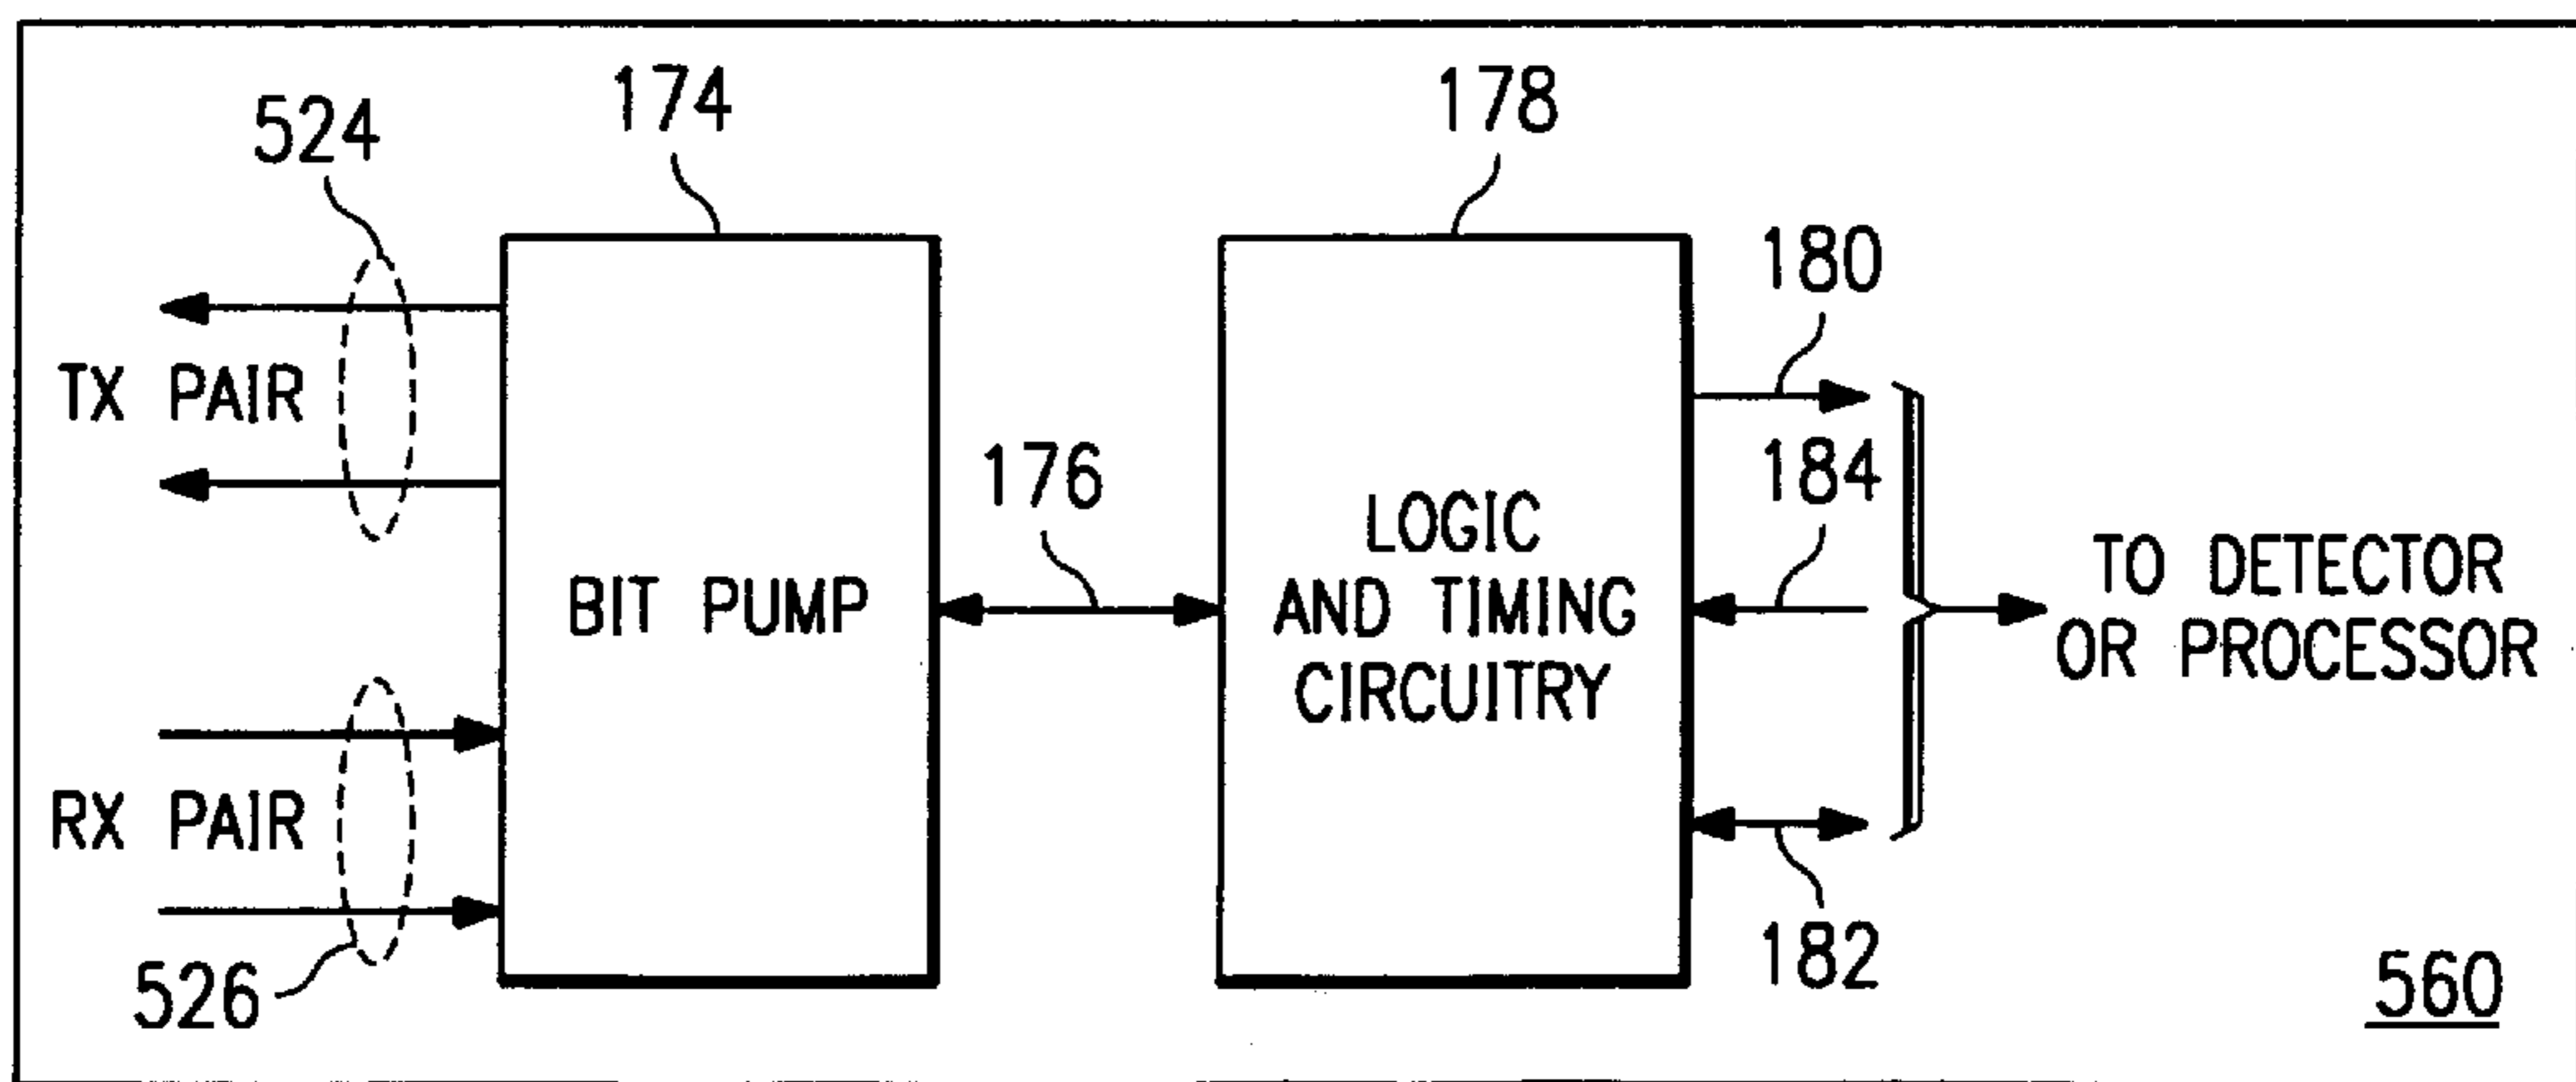 524
174
178
180
TX PAIR
184
176
LOGIC
AND TIMING
CIRCUITRY
BIT PUMP
TO DETECTOR
OR PROCESSOR
RX PAIR
182
526
560